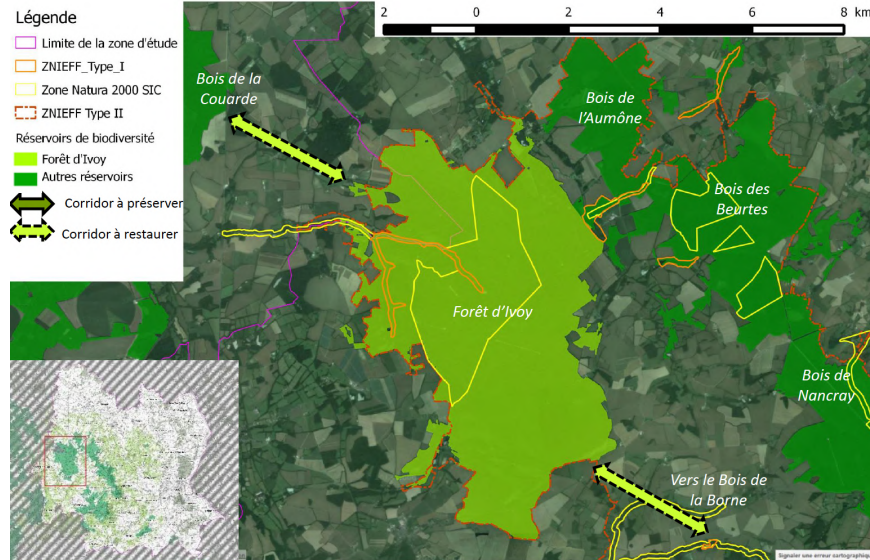 Légende
Limite de la zone d'étude
ZNIEFF_Type_I
Zone Natura 2000 SIC
ZNIEFF Type II
Réservoirs de biodiversité
Forêt d'Ivoy
Autres réservoirs
Corridor à préserver
Corridor à restaurer
2 0 2 4 6 8 km
Bois de la
Couarde
Bois de
l'Aumône
Bois des
Beurtes
Forêt d'Ivoy
Bois de
Nancray
Vers le Bois de
la Borne
Signaler une erreur cartographiqu